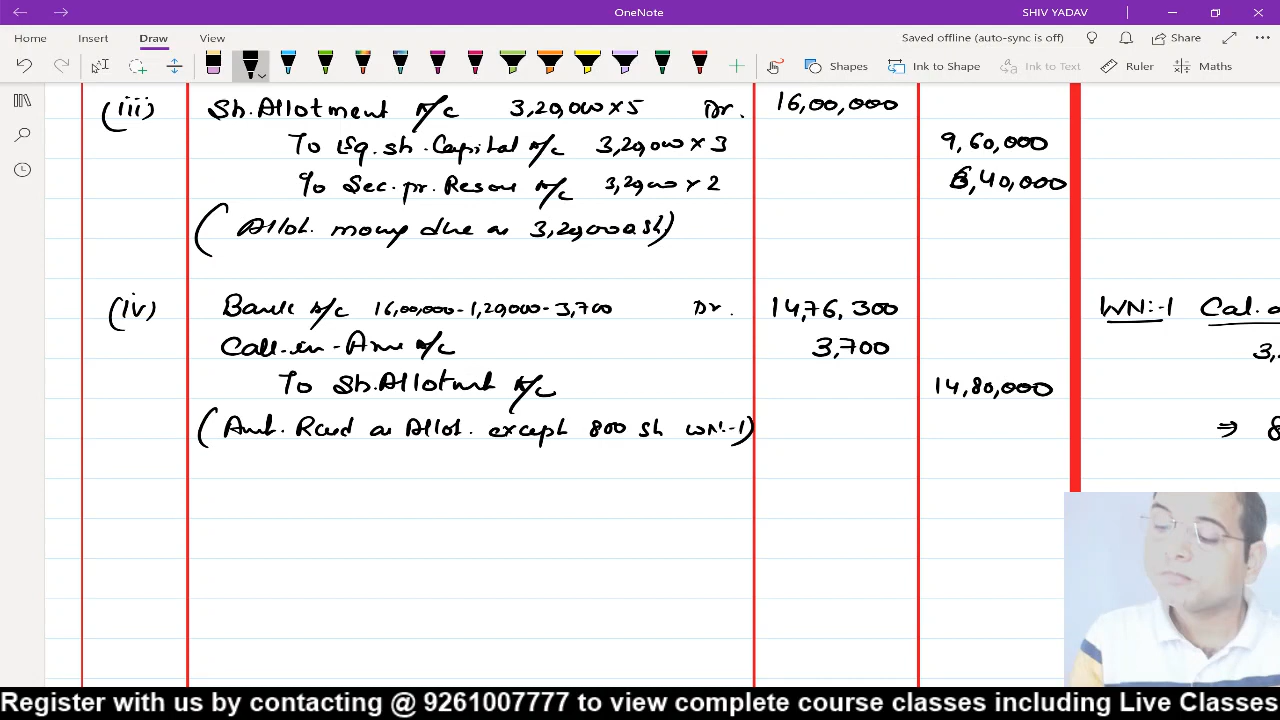 OneNote
SHIV YADAV
Home Insert Draw View
Saved offline (auto-sync is off)
Share
Shapes
Ink to Shape
Ink to Text
Ruler
Maths
(iii) Sh. Allotment A/c 3,20,000 × 5 Dr. 16,00,000
To Eq. sh. Capital A/c 3,20,000 × 3 9,60,000
To Sec. pr. A/c 3,20,000 × 2 6,40,000
(Allot. money due on 3,20,000 sh)
(iv) Bank A/c 16,00,000 - 1,20,000 - 3,700 Dr. 14,76,300
Call-in- A/c 3,700
To Sh. Allotment A/c 14,80,000
(Amt. Recd on Allot. except 800 sh WN:-1)
WN:-1 Cal. o
3,
⇒ 8
Register with us by contacting @ 9261007777 to view complete course classes including Live Classes